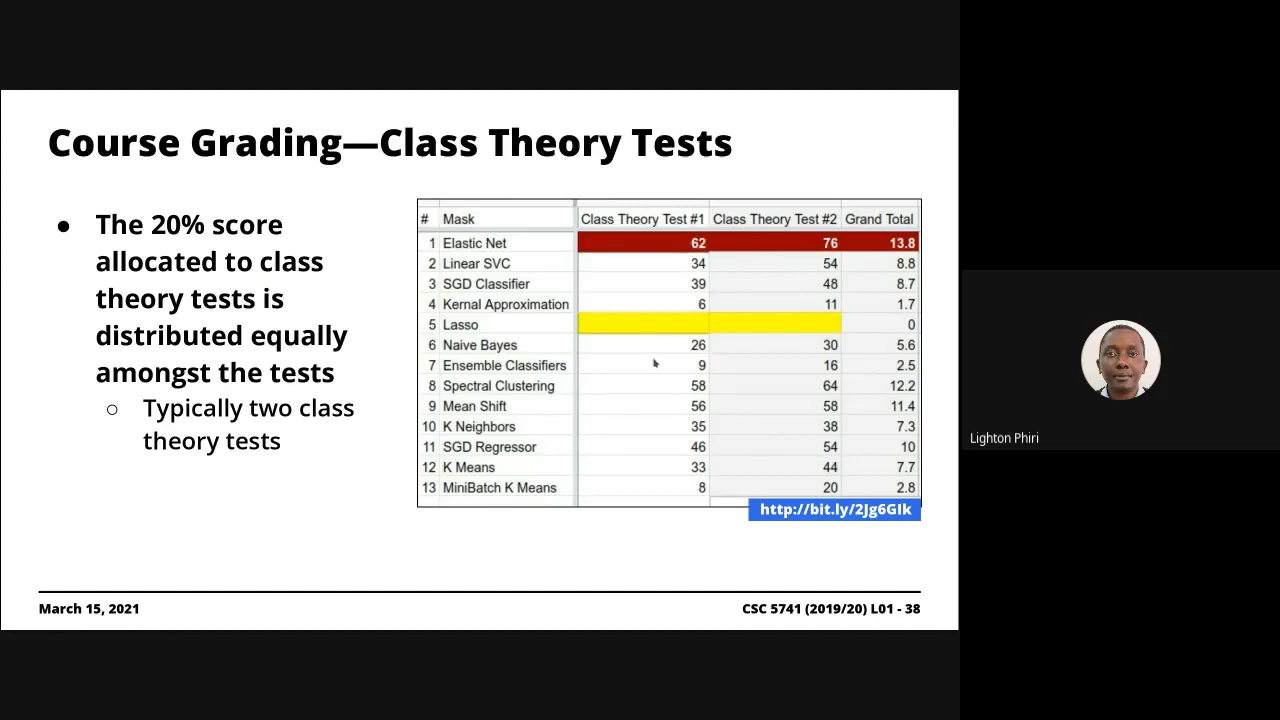 Course Grading—Class Theory Tests
● The 20% score
allocated to class
theory tests is
distributed equally
amongst the tests
○ Typically two class
theory tests
# Mask Class Theory Test #1 Class Theory Test #2 Grand Total
1 Elastic Net 62 76 13.8
2 Linear SVC 34 54 8.8
3 SGD Classifier 39 48 8.7
4 Kernal Approximation 6 11 1.7
5 Lasso 0
6 Naive Bayes 26 30 5.6
7 Ensemble Classifiers 9 16 2.5
8 Spectral Clustering 58 64 12.2
9 Mean Shift 56 58 11.4
10 K Neighbors 35 38 7.3
11 SGD Regressor 46 54 10
12 K Means 33 44 7.7
13 MiniBatch K Means 8 20 2.8
http://bit.ly/2Jg6GIk
March 15, 2021
CSC 5741 (2019/20) L01 - 38
Lighton Phiri